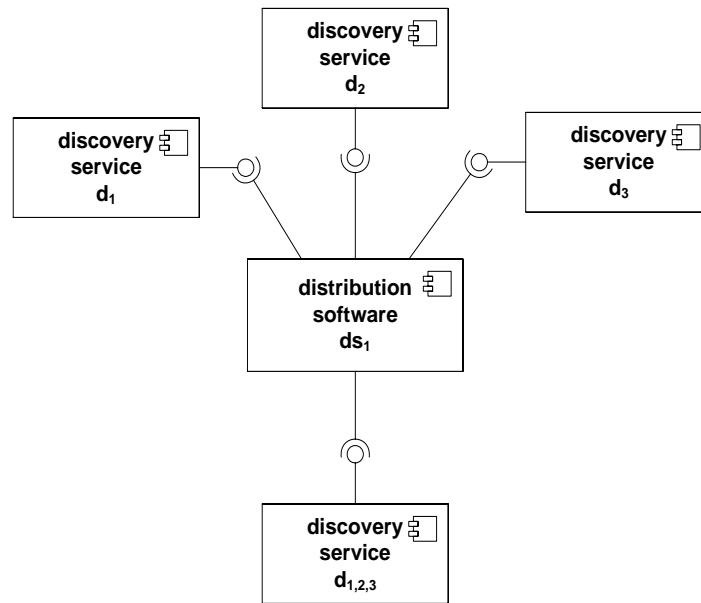 discovery
service
d₂
discovery
service
d₁
discovery
service
d₃
distribution
software
ds₁
discovery
service
d₁,₂,₃